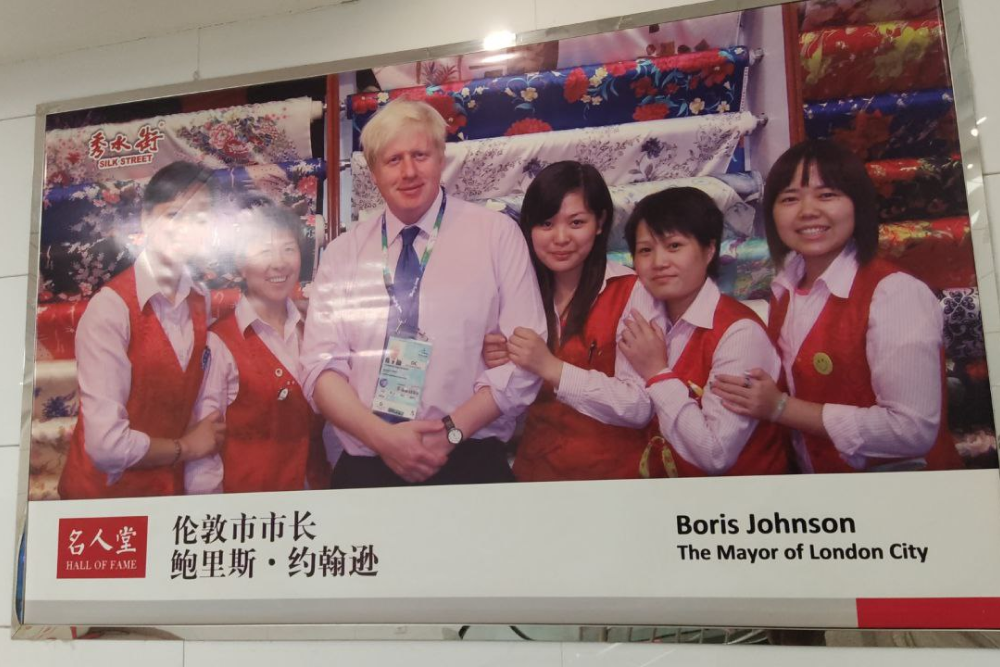 秀水街
SILK STREET
名人堂
HALL OF FAME
伦敦市市长
鲍里斯·约翰逊
Boris Johnson
The Mayor of London City